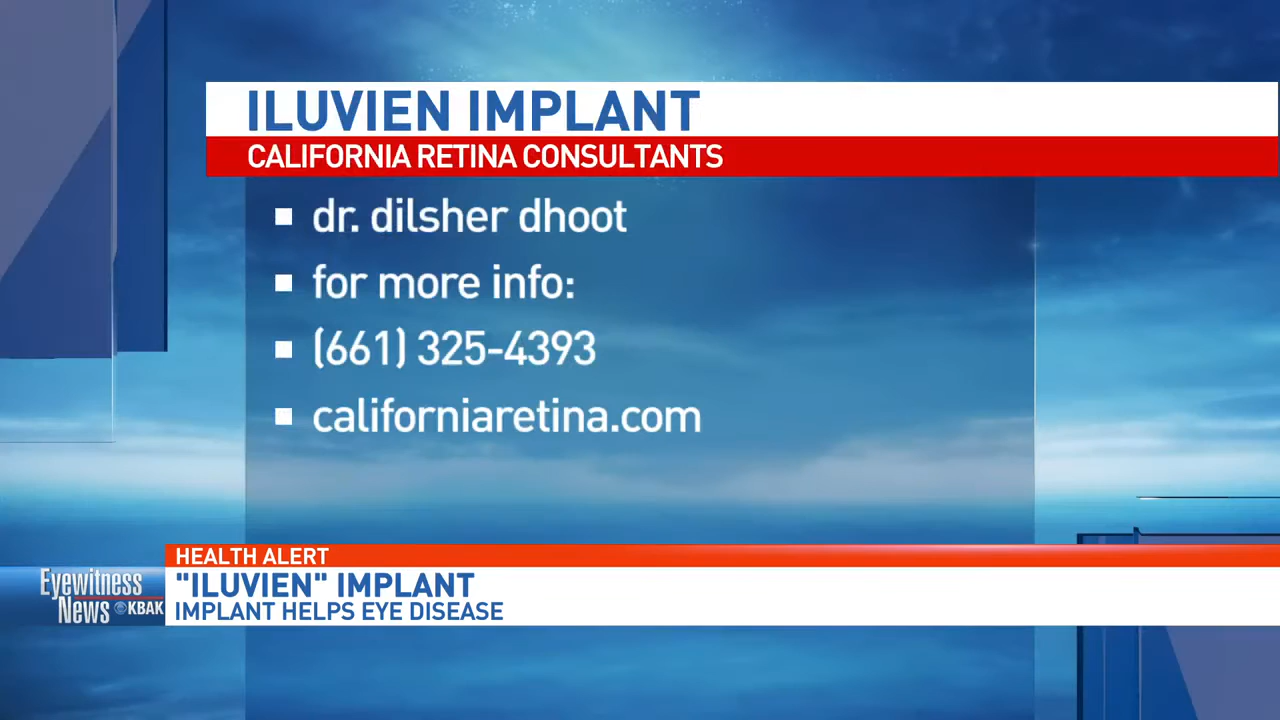 ILUVIEN IMPLANT
CALIFORNIA RETINA CONSULTANTS
dr. dilsher dhoot
for more info:
(661) 325-4393
californiaretina.com
HEALTH ALERT
"ILUVIEN" IMPLANT
IMPLANT HELPS EYE DISEASE
Eyewitness
News KBAK